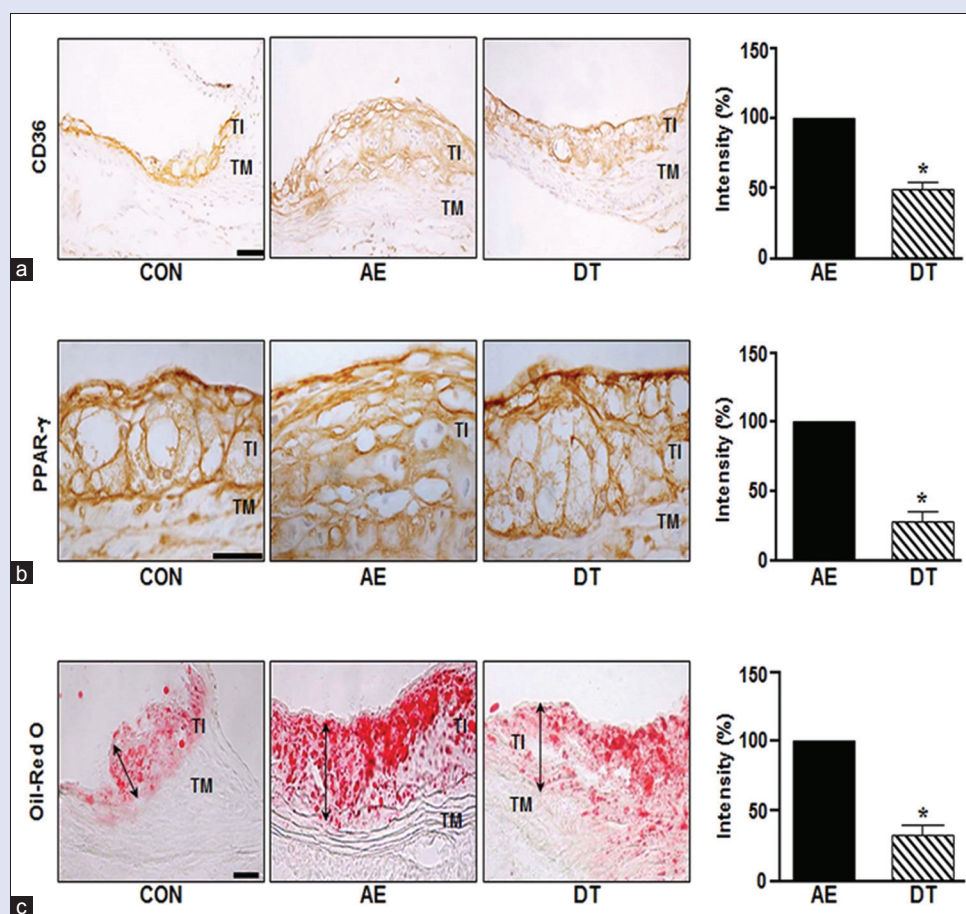 CD36
TI
TM
TI
TM
TI
TM
CON
AE
DT
Intensity (%)
150
100
50
0
*
AE
DT
a
PPAR-γ
TI
TM
TI
TI
TM
CON
AE
DT
Intensity (%)
150
100
50
0
*
AE
DT
b
Oil-Red O
TI
TM
TI
TM
TI
TM
CON
AE
DT
Intensity (%)
150
100
50
0
*
AE
DT
c